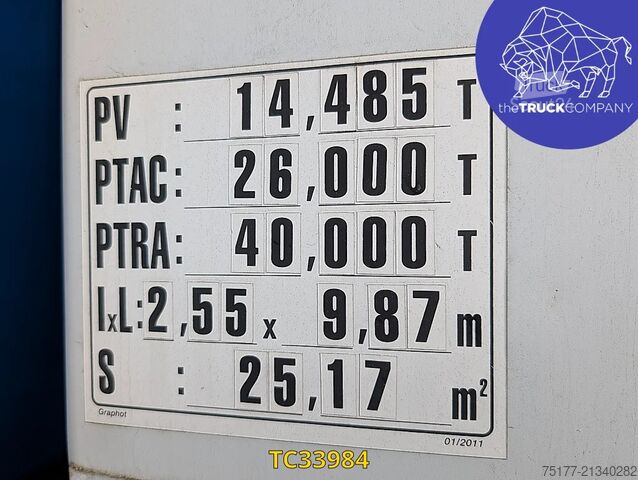 PV : 14,485 T
PTAC: 26,000 T
PTRA: 40,000 T
lxL: 2,55 x 9,87 m
S : 25,17 m²
Graphot
01/2011
theTRUCKCOMPANY
TC33984
75177-21340282